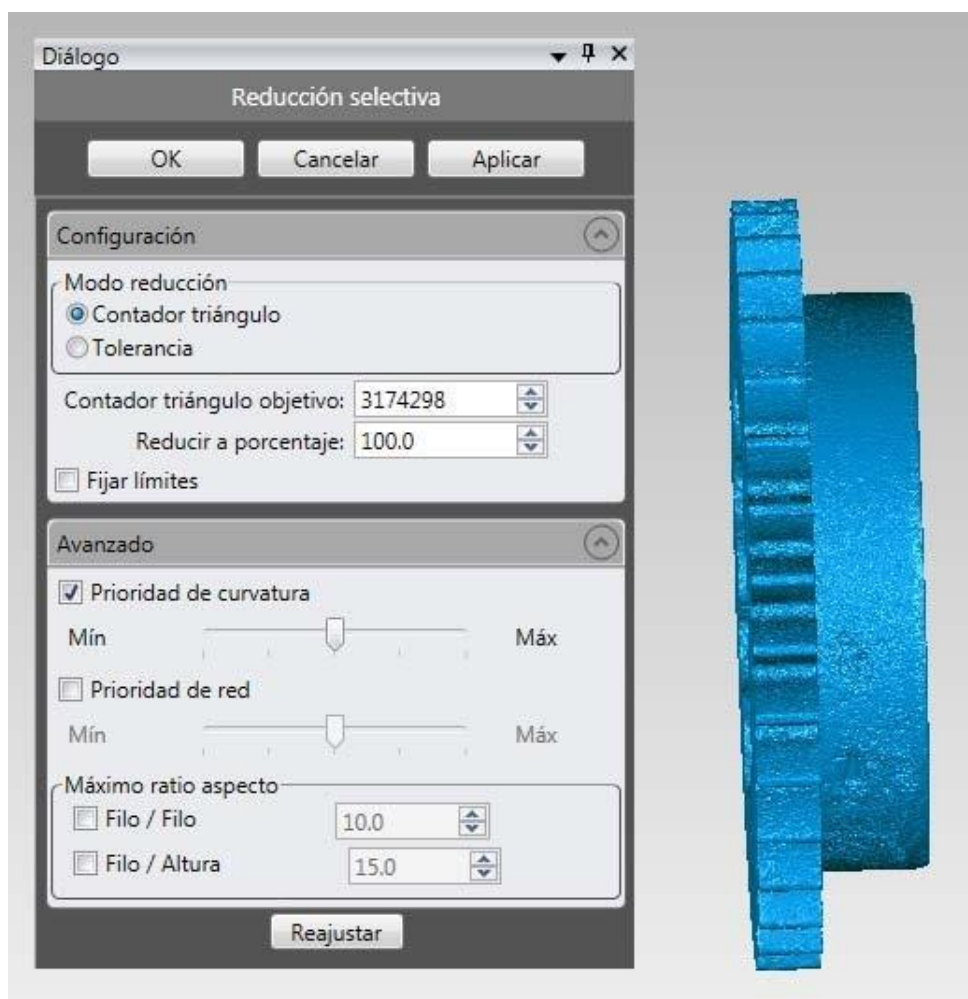 Diálogo
Reducción selectiva
OK Cancelar Aplicar
Configuración
Modo reducción
Contador triángulo
Tolerancia
Contador triángulo objetivo: 3174298
Reducir a porcentaje: 100.0
Fijar límites
Avanzado
Prioridad de curvatura
Mín Máx
Prioridad de red
Mín Máx
Máximo ratio aspecto
Filo / Filo 10.0
Filo / Altura 15.0
Reajustar